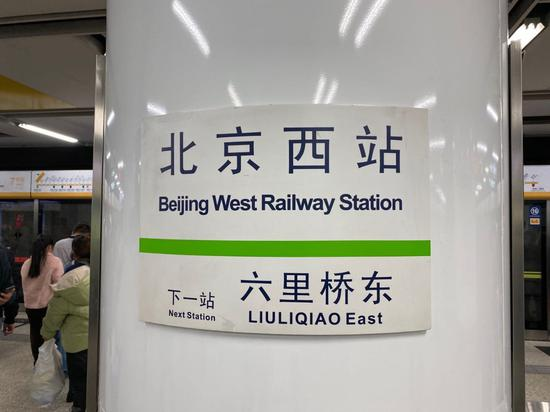 北京西站
Beijing West Railway Station
下一站 六里桥东
Next Station LIULIQIAO East